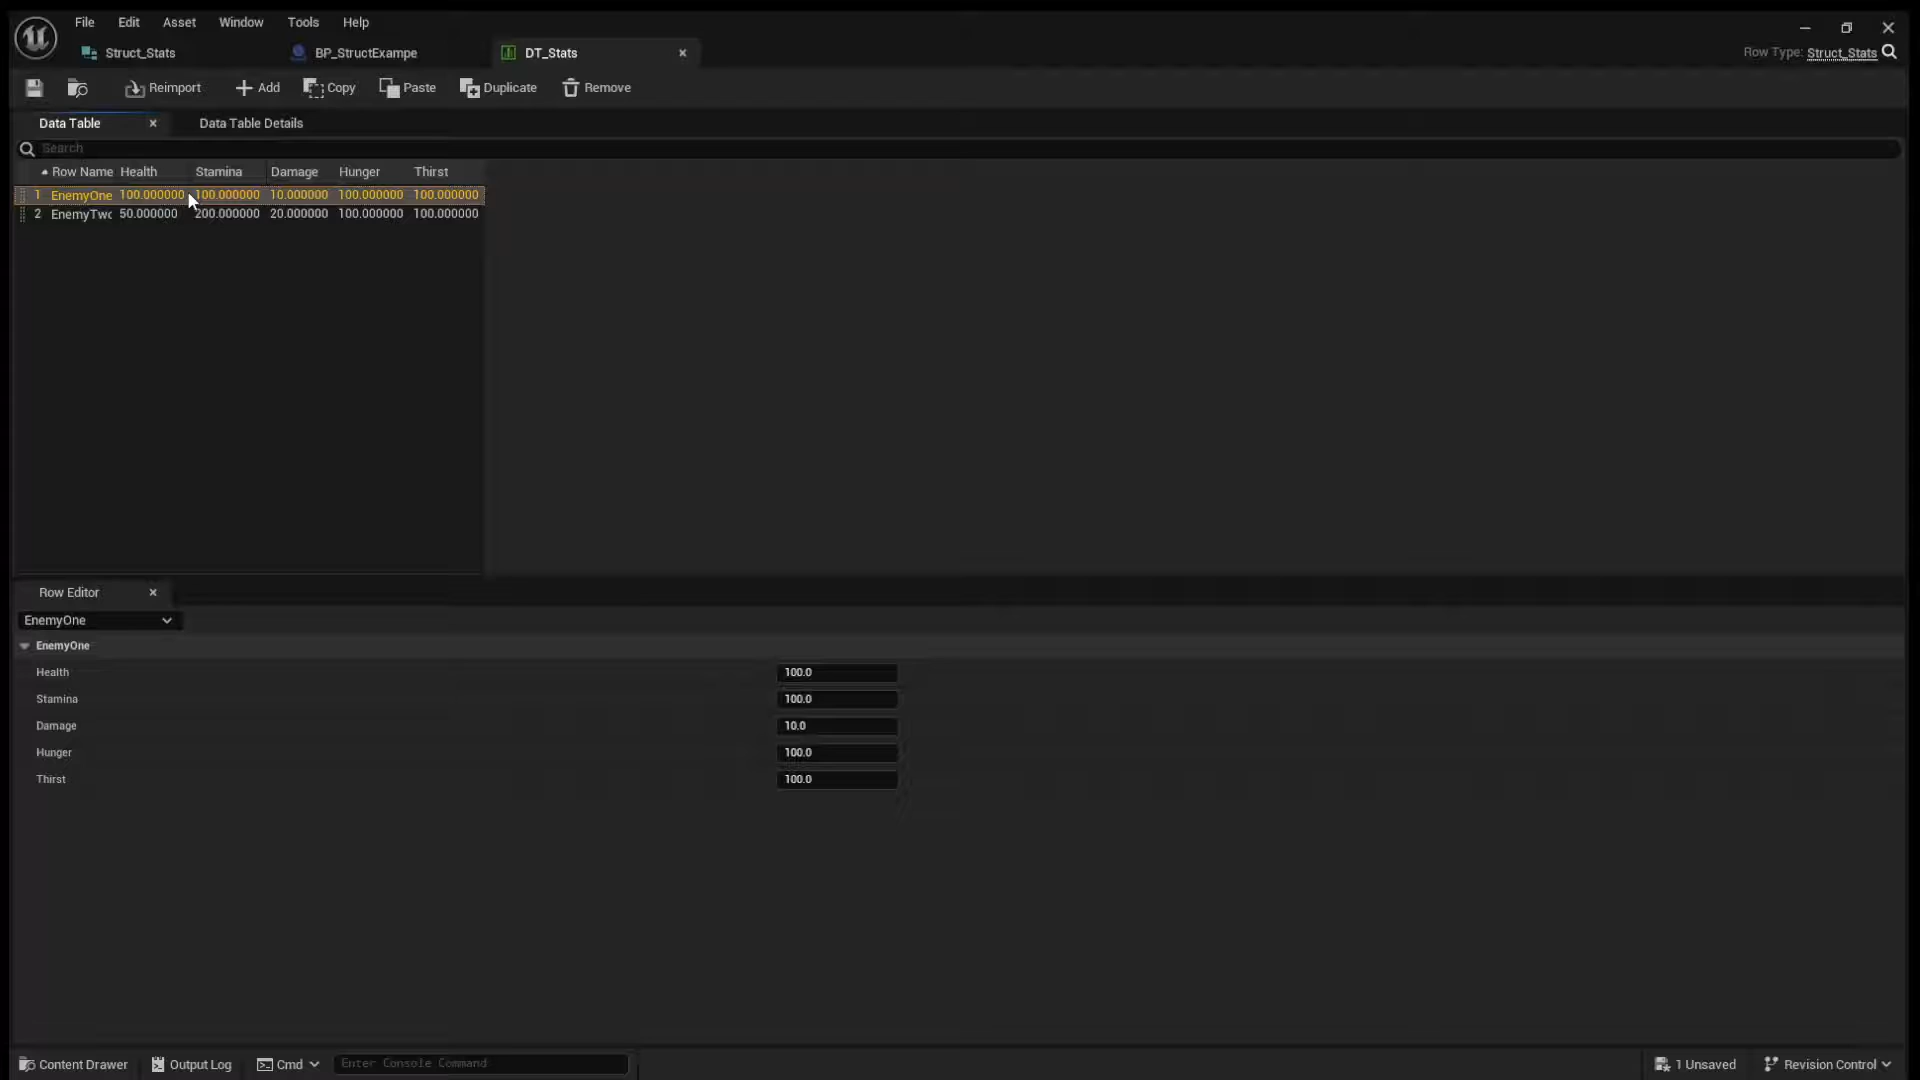 File Edit Asset Window Tools Help
Struct_Stats BP_StructExampe DT_Stats Row Type: Struct_Stats
Reimport Add Copy Paste Duplicate Remove
Data Table Data Table Details
Search
Row Name Health Stamina Damage Hunger Thirst
1 EnemyOne 100.000000 100.000000 10.000000 100.000000 100.000000
2 EnemyTwo 50.000000 200.000000 20.000000 100.000000 100.000000
Row Editor
EnemyOne
EnemyOne
Health 100.0
Stamina 100.0
Damage 10.0
Hunger 100.0
Thirst 100.0
Content Drawer Output Log Cmd Enter Console Command 1 Unsaved Revision Control